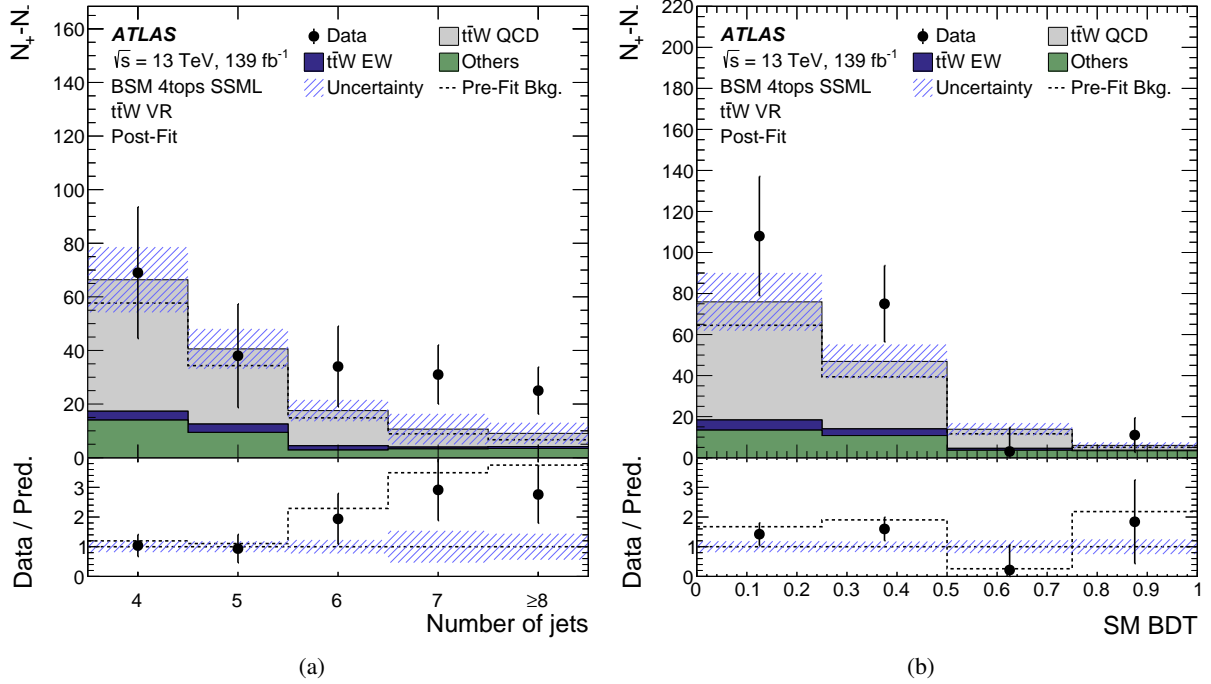 N₊-N₋
ATLAS
√s = 13 TeV, 139 fb⁻¹
BSM 4tops SSML
tt̄W VR
Post-Fit
Data
tt̄W QCD
tt̄W EW
Others
Uncertainty
Pre-Fit Bkg.
160
140
120
100
80
60
40
20
0
Data / Pred.
3
2
1
0
4 5 6 7 ≥8
Number of jets
(a)
N₊-N₋
ATLAS
√s = 13 TeV, 139 fb⁻¹
BSM 4tops SSML
tt̄W VR
Post-Fit
Data
tt̄W QCD
tt̄W EW
Others
Uncertainty
Pre-Fit Bkg.
220
200
180
160
140
120
100
80
60
40
20
0
Data / Pred.
3
2
1
0
0 0.1 0.2 0.3 0.4 0.5 0.6 0.7 0.8 0.9 1
SM BDT
(b)